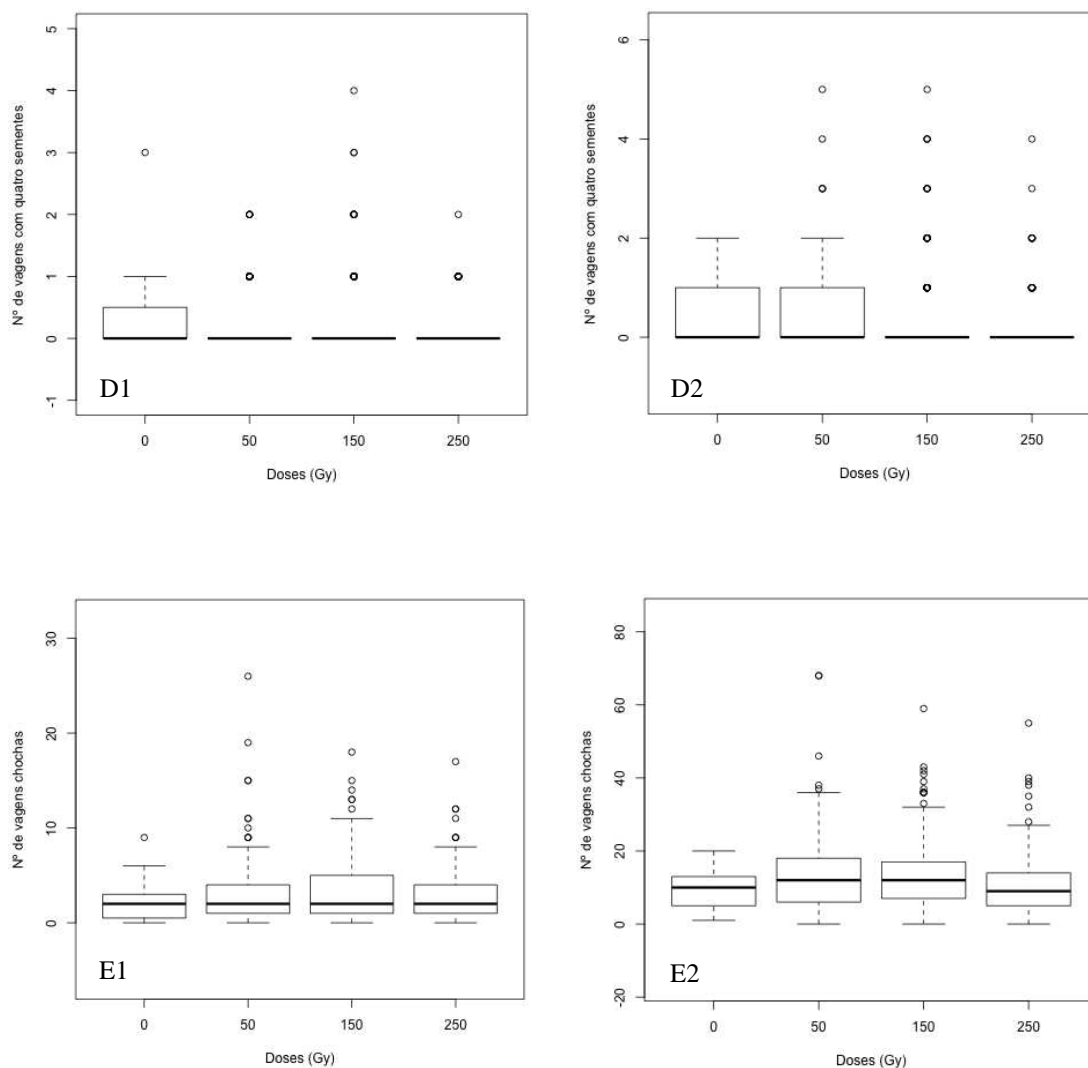 Nº de vagens com quatro sementes
5
4
3
2
1
0
-1
D1
0 50 150 250
Doses (Gy)
Nº de vagens com quatro sementes
6
4
2
0
D2
0 50 150 250
Doses (Gy)
Nº de vagens chochas
30
20
10
0
E1
0 50 150 250
Doses (Gy)
Nº de vagens chochas
80
60
40
20
0
-20
E2
0 50 150 250
Doses (Gy)